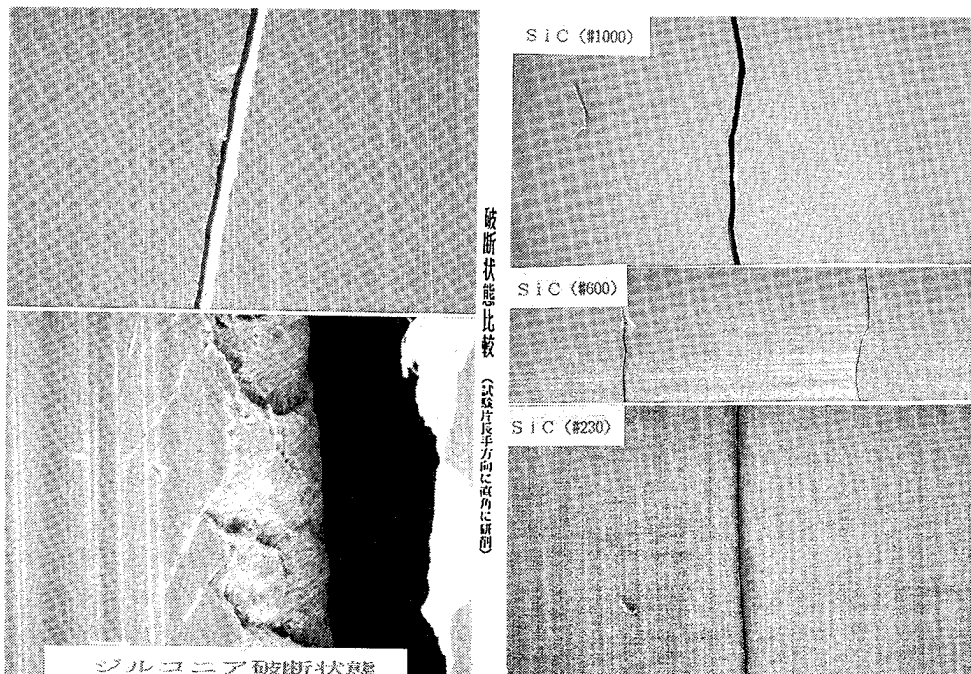 ジルコニア破断状態
破断状態比較
(試験片長手方向に直角に研削)
SiC (#1000)
SiC (#600)
SiC (#230)